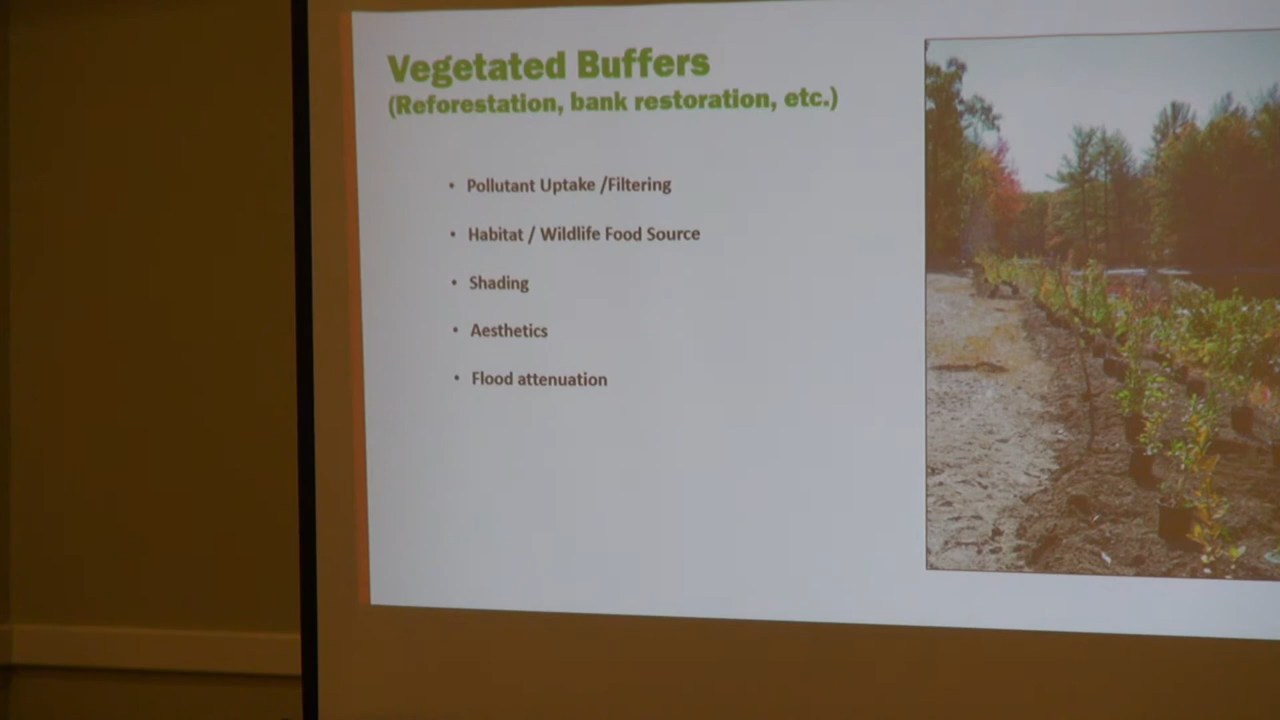 Vegetated Buffers
(Reforestation, bank restoration, etc.)
• Pollutant Uptake /Filtering
• Habitat / Wildlife Food Source
• Shading
• Aesthetics
• Flood attenuation